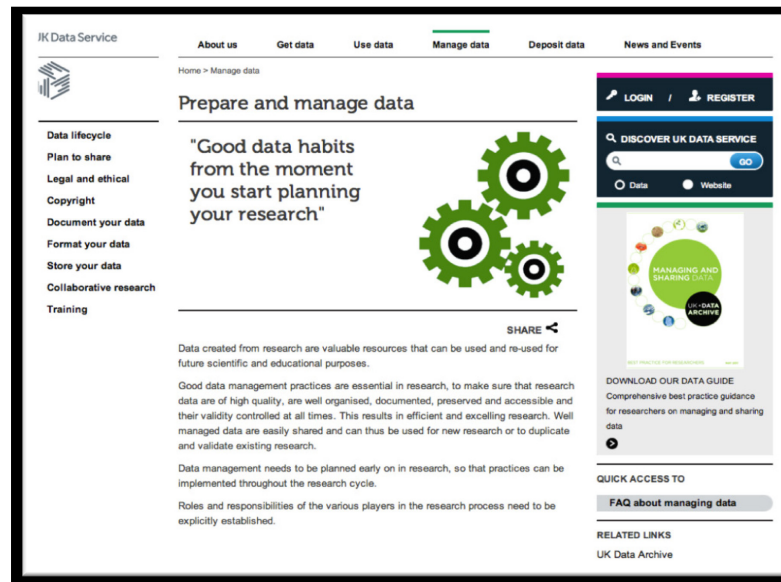 UK Data Service
About us Get data Use data Manage data Deposit data News and Events
Home > Manage data
Prepare and manage data
Data lifecycle
Plan to share
Legal and ethical
Copyright
Document your data
Format your data
Store your data
Collaborative research
Training
"Good data habits
from the moment
you start planning
your research"
SHARE
Data created from research are valuable resources that can be used and re-used for
future scientific and educational purposes.
Good data management practices are essential in research, to make sure that research
data are of high quality, are well organised, documented, preserved and accessible and
their validity controlled at all times. This results in efficient and excelling research. Well
managed data are easily shared and can thus be used for new research or to duplicate
and validate existing research.
Data management needs to be planned early on in research, so that practices can be
implemented throughout the research cycle.
Roles and responsibilities of the various players in the research process need to be
explicitly established.
LOGIN / REGISTER
DISCOVER UK DATA SERVICE
GO
Data Website
MANAGING AND
SHARING DATA
UK DATA
ARCHIVE
BEST PRACTICE FOR RESEARCHERS
DOWNLOAD OUR DATA GUIDE
Comprehensive best practice guidance
for researchers on managing and sharing
data
QUICK ACCESS TO
FAQ about managing data
RELATED LINKS
UK Data Archive